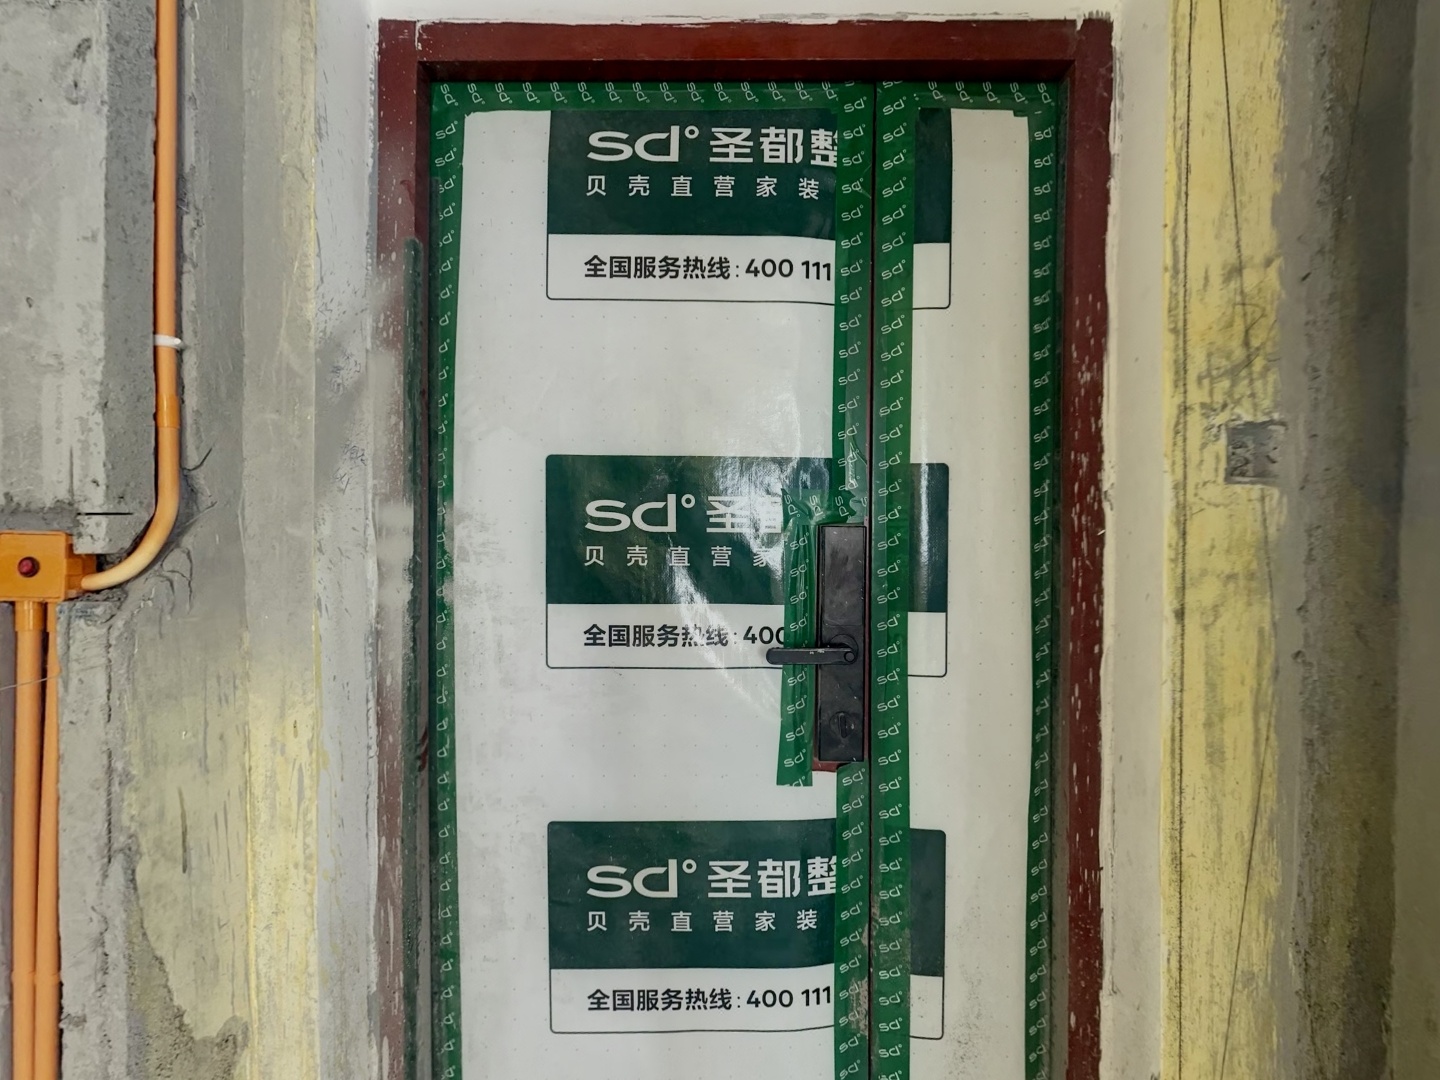 sd° 圣都整
贝壳直营家装
全国服务热线:400 111
sd° 圣都
贝壳直营家
全国服务热线:400
sd° 圣都整
贝壳直营家装
全国服务热线:400 111